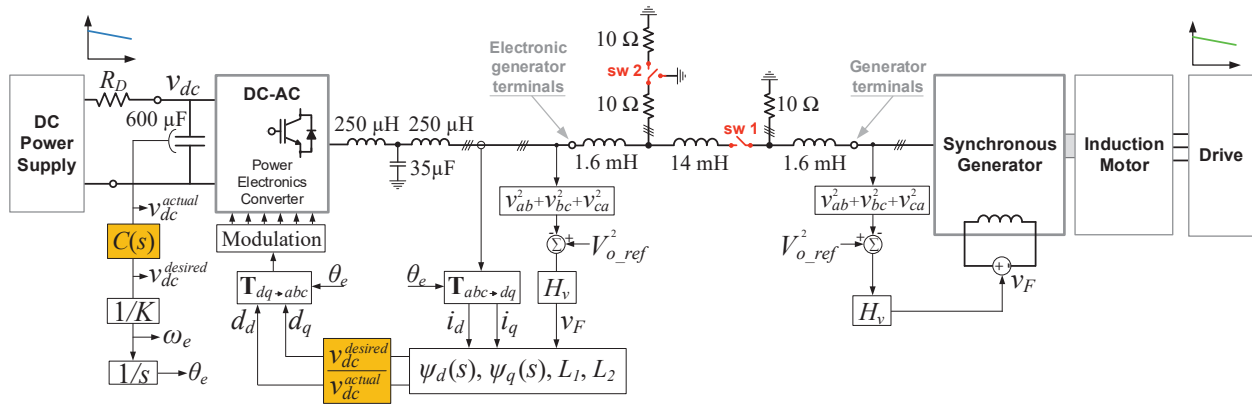 DC
Power
Supply
R_D
v_dc
600 µF
DC-AC
Power
Electronics
Converter
250 µH
250 µH
35µF
Electronic
generator
terminals
1.6 mH
10 Ω
sw 2
10 Ω
14 mH
sw 1
10 Ω
1.6 mH
Generator
terminals
Synchronous
Generator
Induction
Motor
Drive
v_dc^actual
C(s)
v_dc^desired
1/K
ω_e
1/s
θ_e
Modulation
T_dq→abc
θ_e
d_d
d_q
v_dc^desired
v_dc^actual
θ_e
T_abc→dq
i_d
i_q
v_ab^2+v_bc^2+v_ca^2
-
+
Σ
V_o_ref^2
H_v
v_F
ψ_d(s), ψ_q(s), L_1, L_2
v_ab^2+v_bc^2+v_ca^2
V_o_ref^2
+
-
Σ
H_v
+
v_F